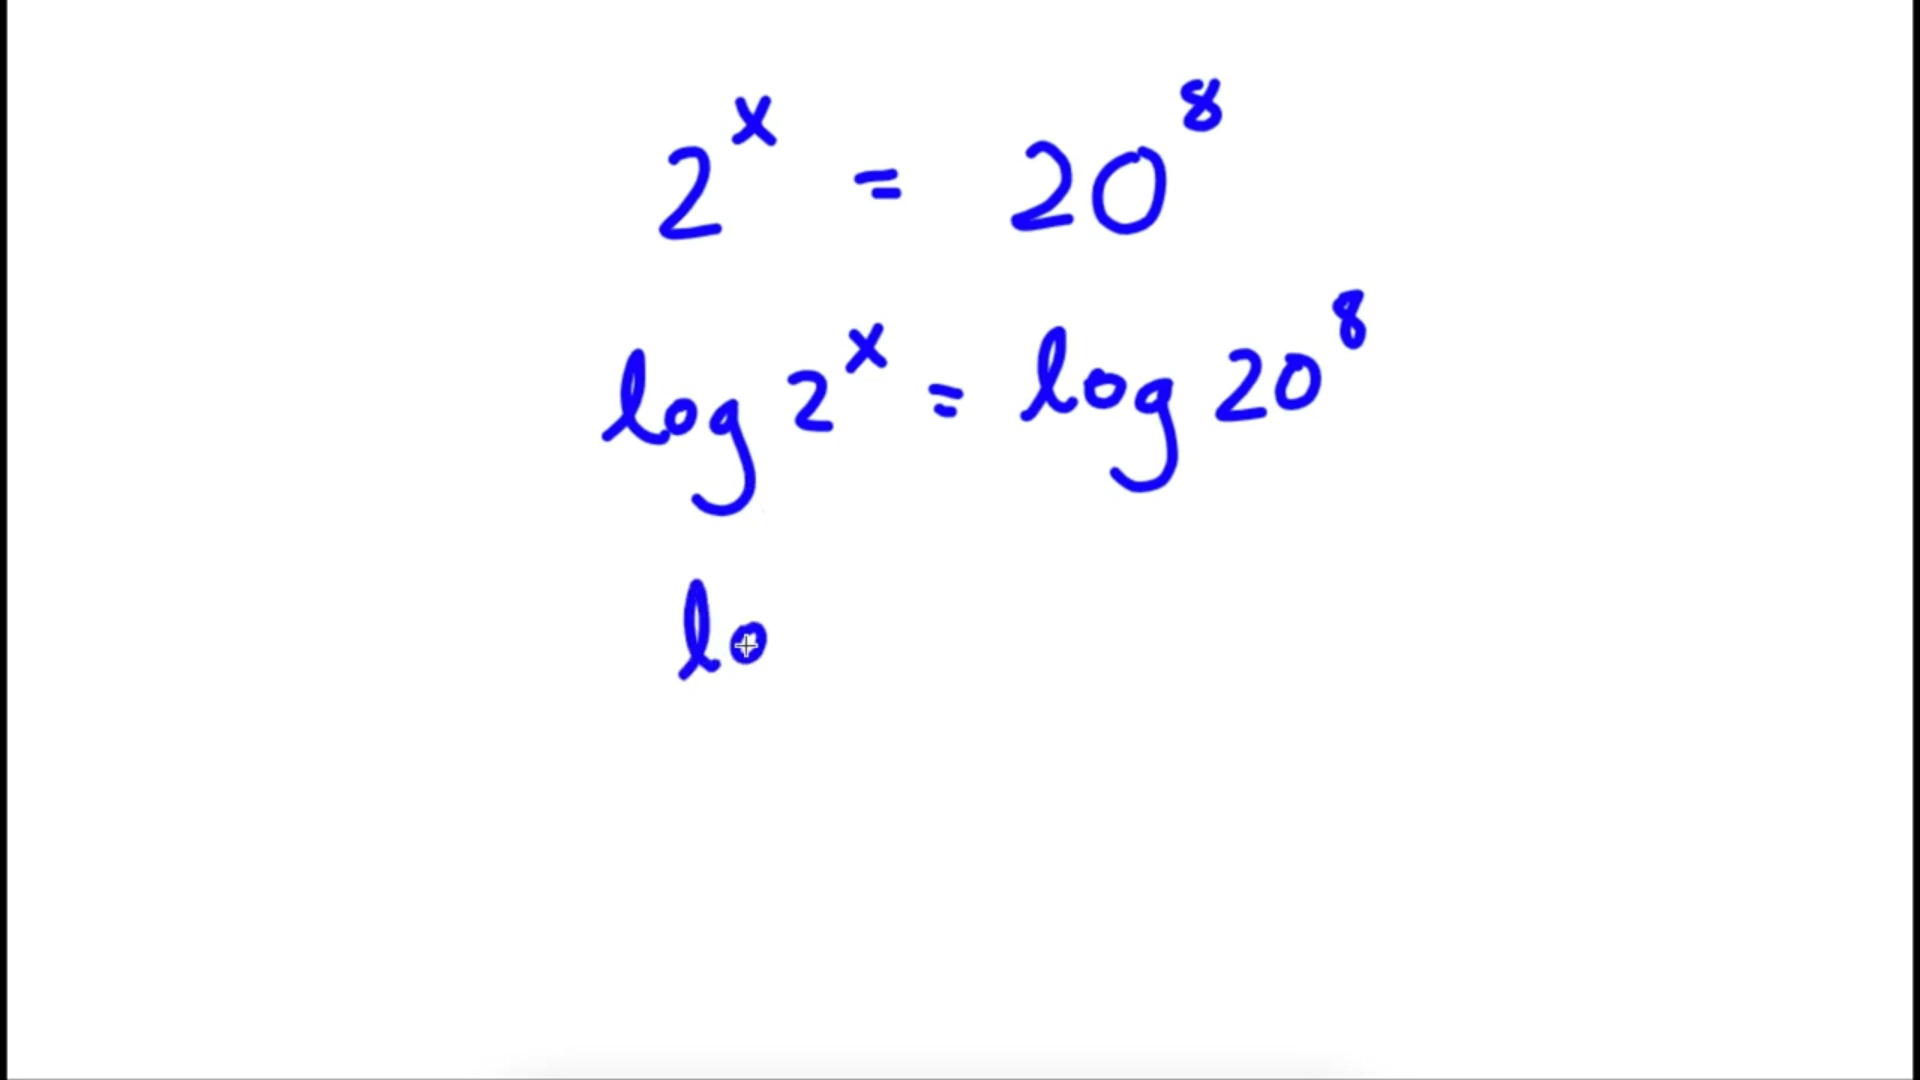 2^x = 20^8
log 2^x = log 20^8
lo